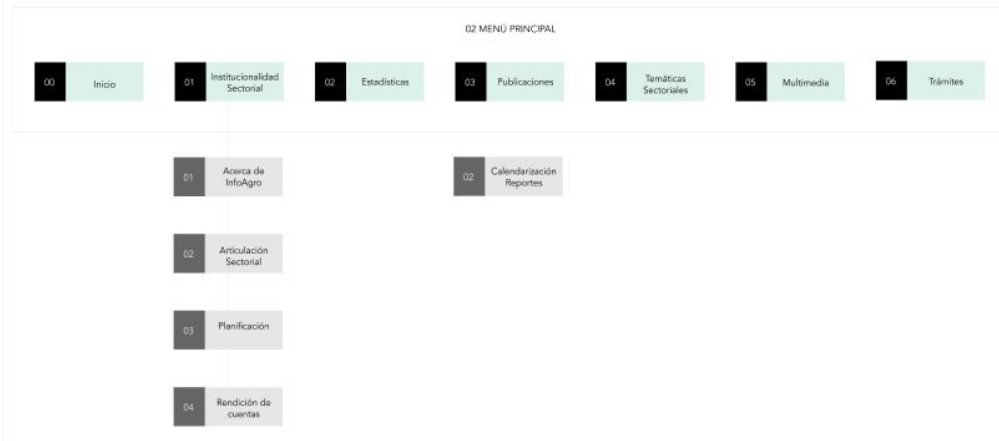 02 MENÚ PRINCIPAL
00 Inicio
01 Institucionalidad
Sectorial
02 Estadísticas
03 Publicaciones
04 Temáticas
Sectoriales
05 Multimedia
06 Trámites
01 Acerca de
InfoAgro
02 Calendarización
Reportes
02 Articulación
Sectorial
03 Planificación
04 Rendición de
cuentas